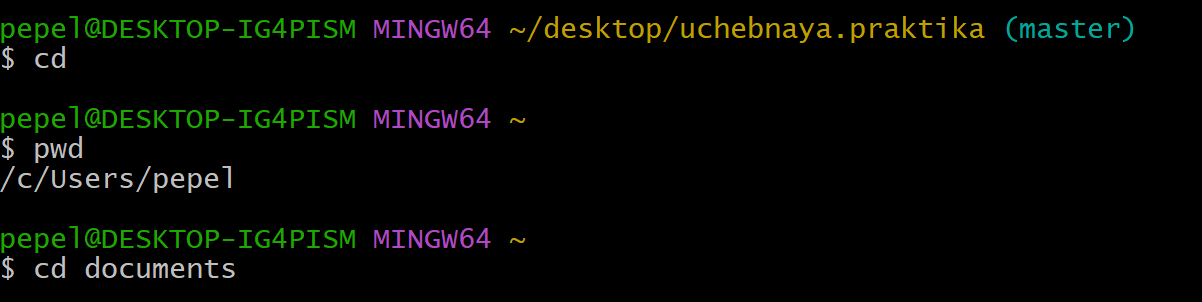 pepel@DESKTOP-IG4PISM MINGW64 ~/desktop/uchebnaya.praktika (master)
$ cd
pepel@DESKTOP-IG4PISM MINGW64 ~
$ pwd
/c/Users/pepel
pepel@DESKTOP-IG4PISM MINGW64 ~
$ cd documents